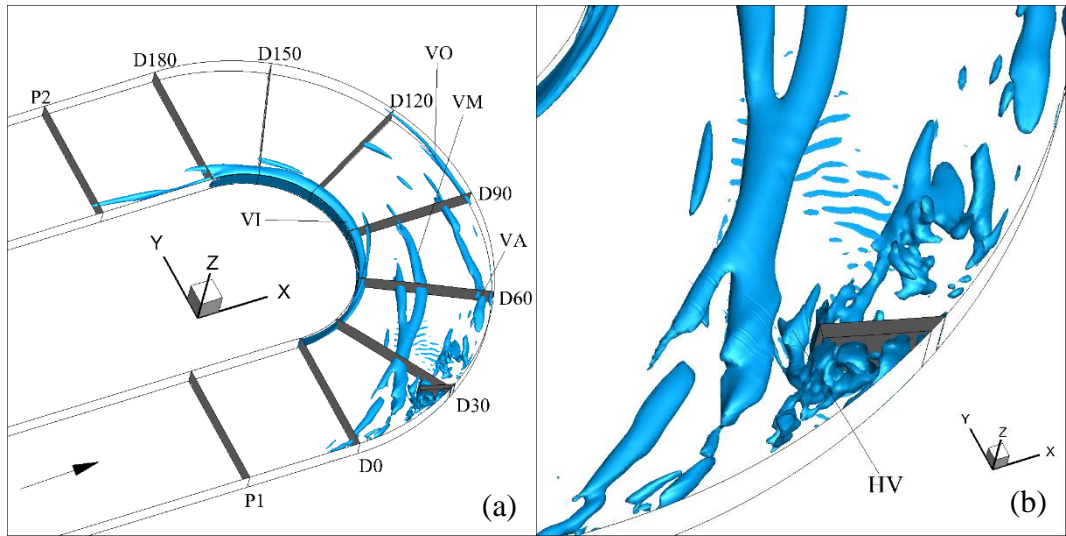 D150
VO
D180
D120
VM
P2
D90
VI
VA
Y
Z
X
D60
D30
D0
P1
(a)
Y
Z
X
HV
(b)